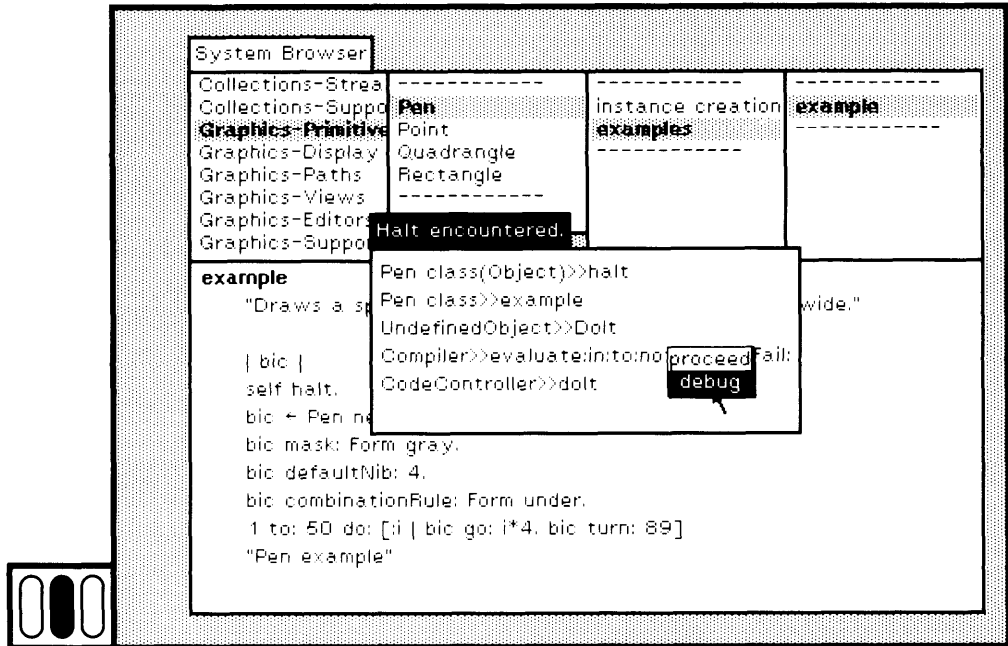 System Browser
Collections-Strea
Collections-Suppo
Graphics-Primitive
Graphics-Display
Graphics-Paths
Graphics-Views
Graphics-Editors
Graphics-Suppo
------------
Pen
Point
Quadrangle
Rectangle
------------
------------
instance creation
examples
------------
------------
example
------------
Halt encountered.
Pen class(Object)>>halt
Pen class>>example
UndefinedObject>>DoIt
Compiler>>evaluate:in:to:no Fail:
CodeController>>doIt
proceed
debug
example
"Draws a sp wide."
| bic |
self halt.
bic ← Pen ne
bic mask: Form gray.
bic defaultNib: 4.
bic combinationRule: Form under.
1 to: 50 do: [:i | bic go: i*4. bic turn: 89]
"Pen example"